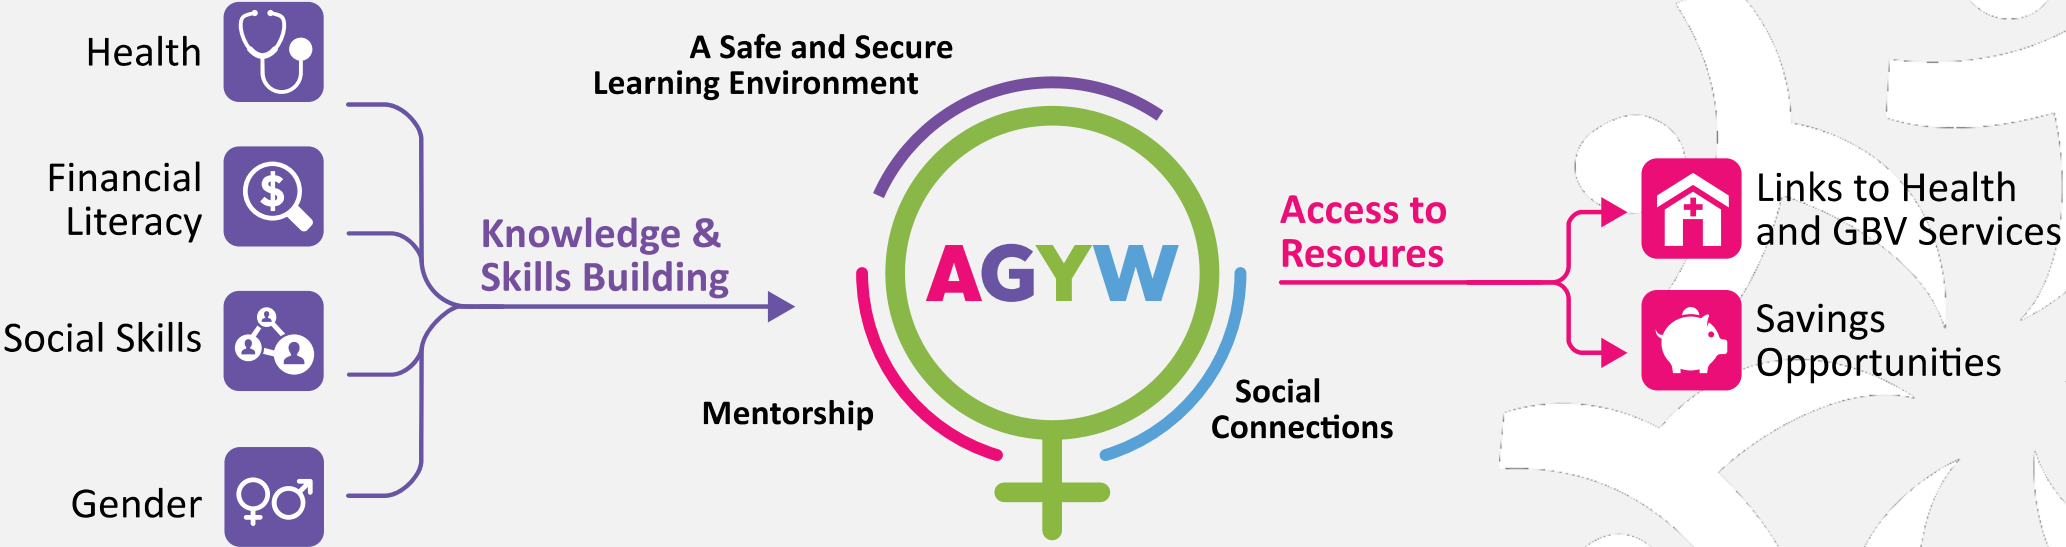 Health
Financial
Literacy
Social Skills
Gender
Knowledge &
Skills Building
A Safe and Secure
Learning Environment
AGYW
Mentorship
Social
Connections
Access to
Resoures
Links to Health
and GBV Services
Savings
Opportunities